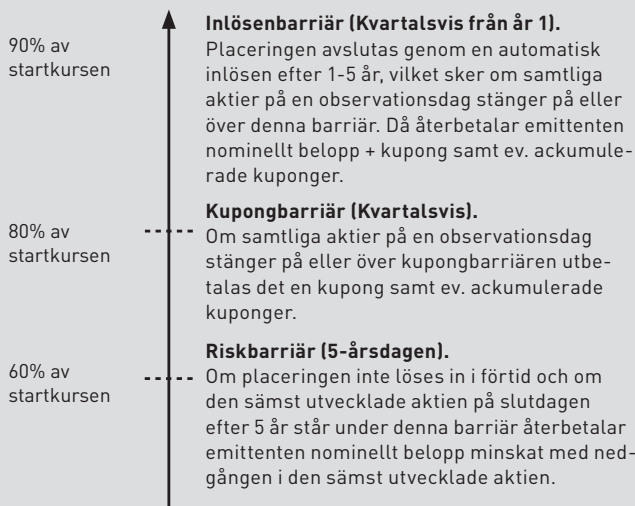 90% av
startkursen
Inlösenbarriär (Kvartalsvis från år 1).
Placeringen avslutas genom en automatisk
inlösen efter 1-5 år, vilket sker om samtliga
aktier på en observationsdag stänger på eller
över denna barriär. Då återbetalar emittenten
nominellt belopp + kupong samt ev. ackumule-
rade kuponger.
80% av
startkursen
Kupongbarriär (Kvartalsvis).
Om samtliga aktier på en observationsdag
stänger på eller över kupongbarriären utbe-
talas det en kupong samt ev. ackumulerade
kuponger.
60% av
startkursen
Riskbarriär (5-årsdagen).
Om placeringen inte löses in i förtid och om
den sämst utvecklade aktien på slutdagen
efter 5 år står under denna barriär återbetalar
emittenten nominellt belopp minskat med ned-
gången i den sämst utvecklade aktien.